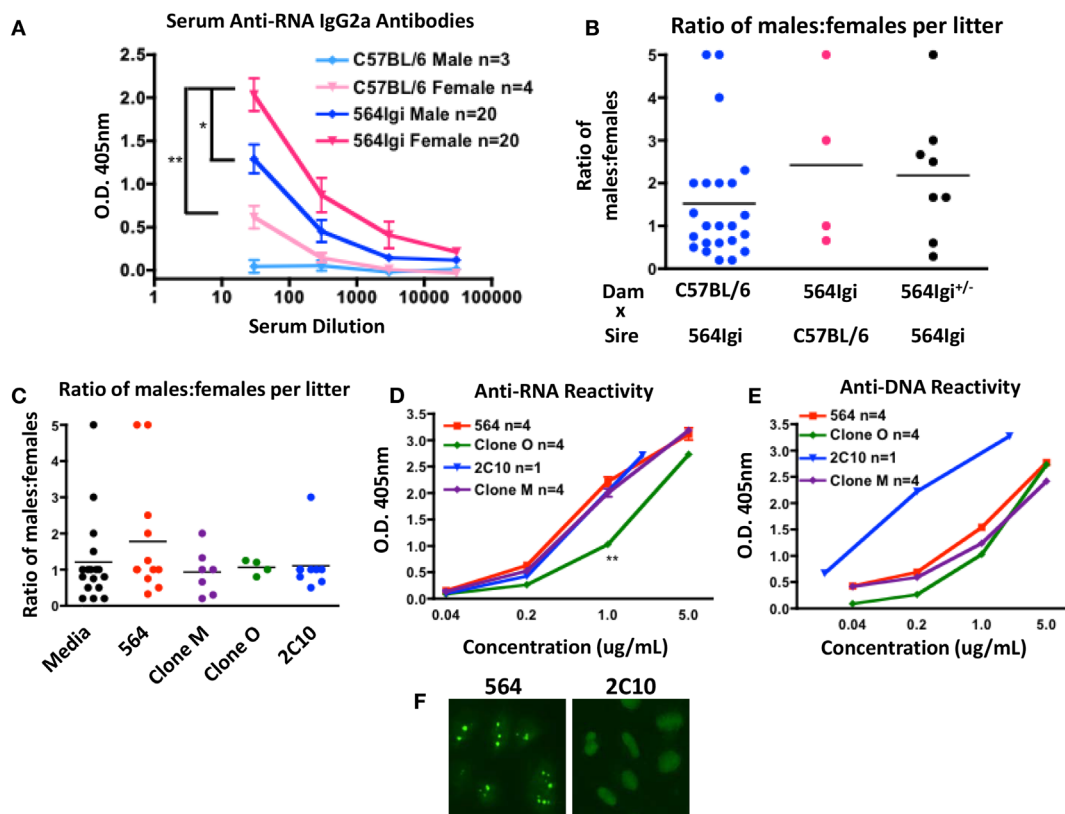 A
Serum Anti-RNA IgG2a Antibodies
C57BL/6 Male n=3
C57BL/6 Female n=4
564Igi Male n=20
564Igi Female n=20
*
**
O.D. 405nm
2.5
2.0
1.5
1.0
0.5
0.0
1 10 100 1000 10000 100000
Serum Dilution
B
Ratio of males:females per litter
Ratio of
males:females
5
4
3
2
1
0
Dam C57BL/6 564Igi 564Igi+/-
x
Sire 564Igi C57BL/6 564Igi
C
Ratio of males:females per litter
Ratio of males:females
5
4
3
2
1
0
Media 564 Clone M Clone O 2C10
D
Anti-RNA Reactivity
564 n=4
Clone O n=4
2C10 n=1
Clone M n=4
O.D. 405nm
3.5
3.0
2.5
2.0
1.5
1.0
0.5
0.0
**
0.04 0.2 1.0 5.0
Concentration (ug/mL)
E
Anti-DNA Reactivity
564 n=4
Clone O n=4
2C10 n=1
Clone M n=4
O.D. 405nm
3.5
3.0
2.5
2.0
1.5
1.0
0.5
0.0
0.04 0.2 1.0 5.0
Concentration (ug/mL)
F
564 2C10